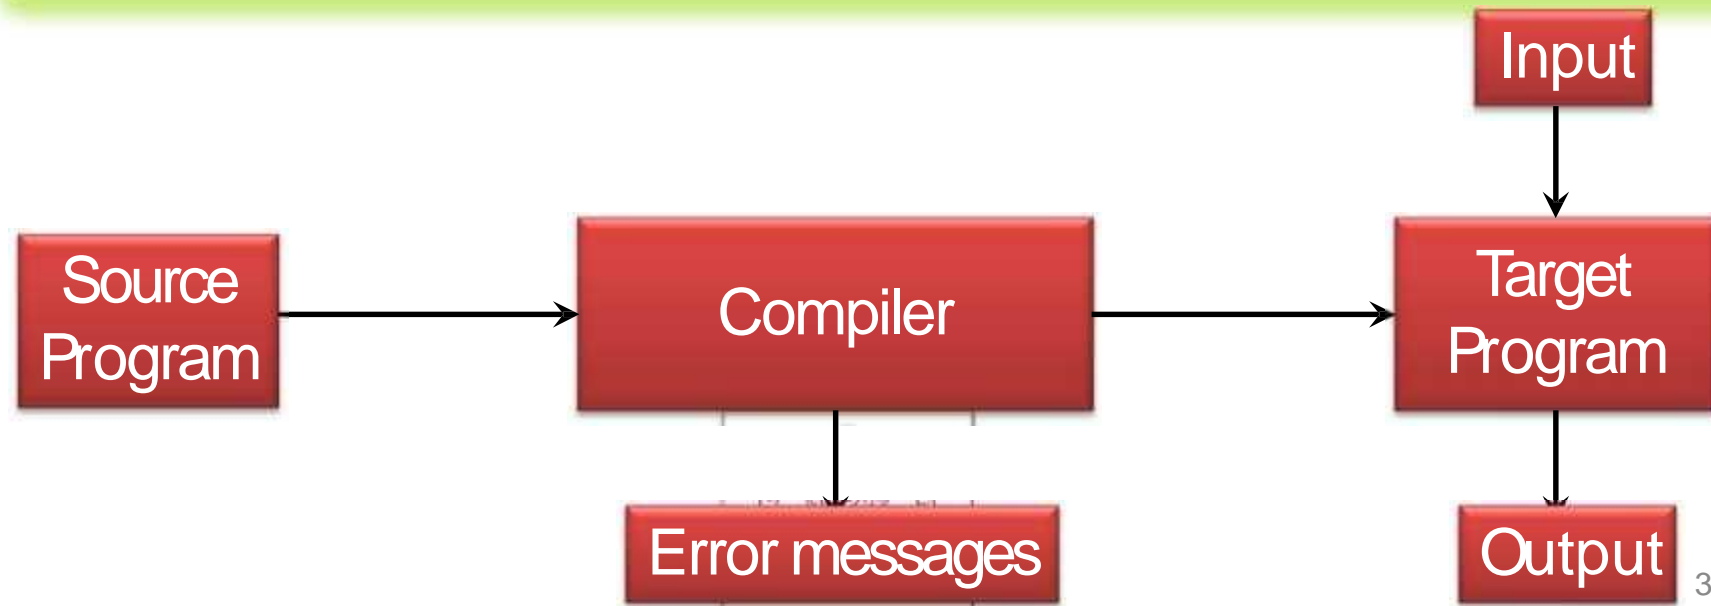 Input
Source
Program
Compiler
Target
Program
Error messages
Output
3